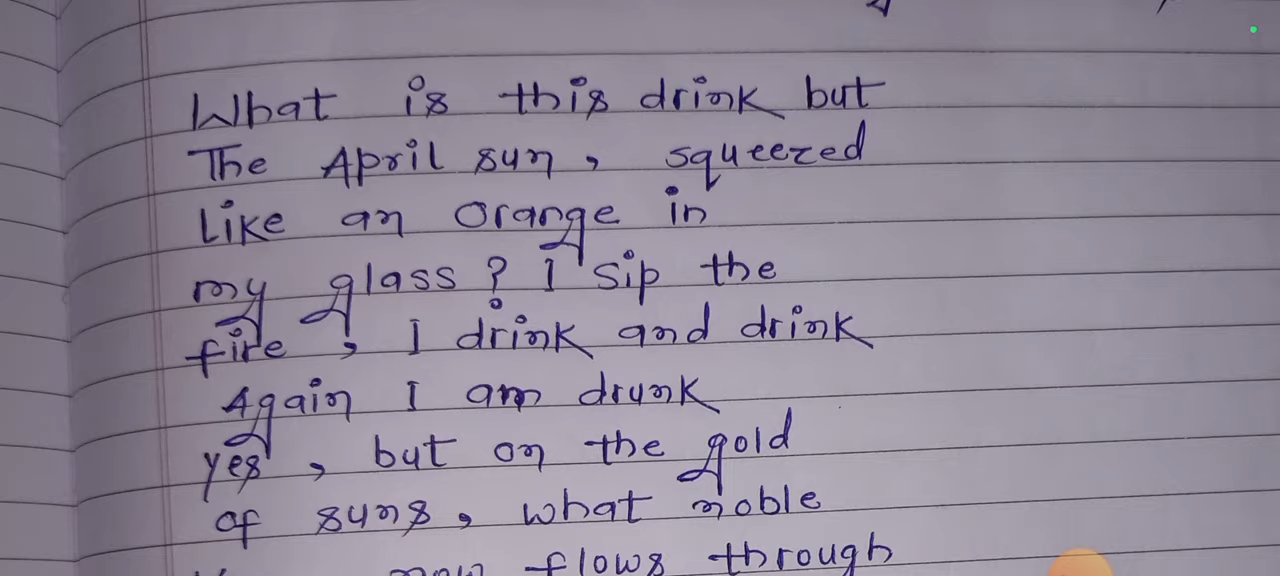 What is this drink but
The April sun, squeezed
Like an orange in
my glass? I sip the
fire, I drink and drink
Again I am drunk
yes, but on the gold
of suns, what noble
now flows through